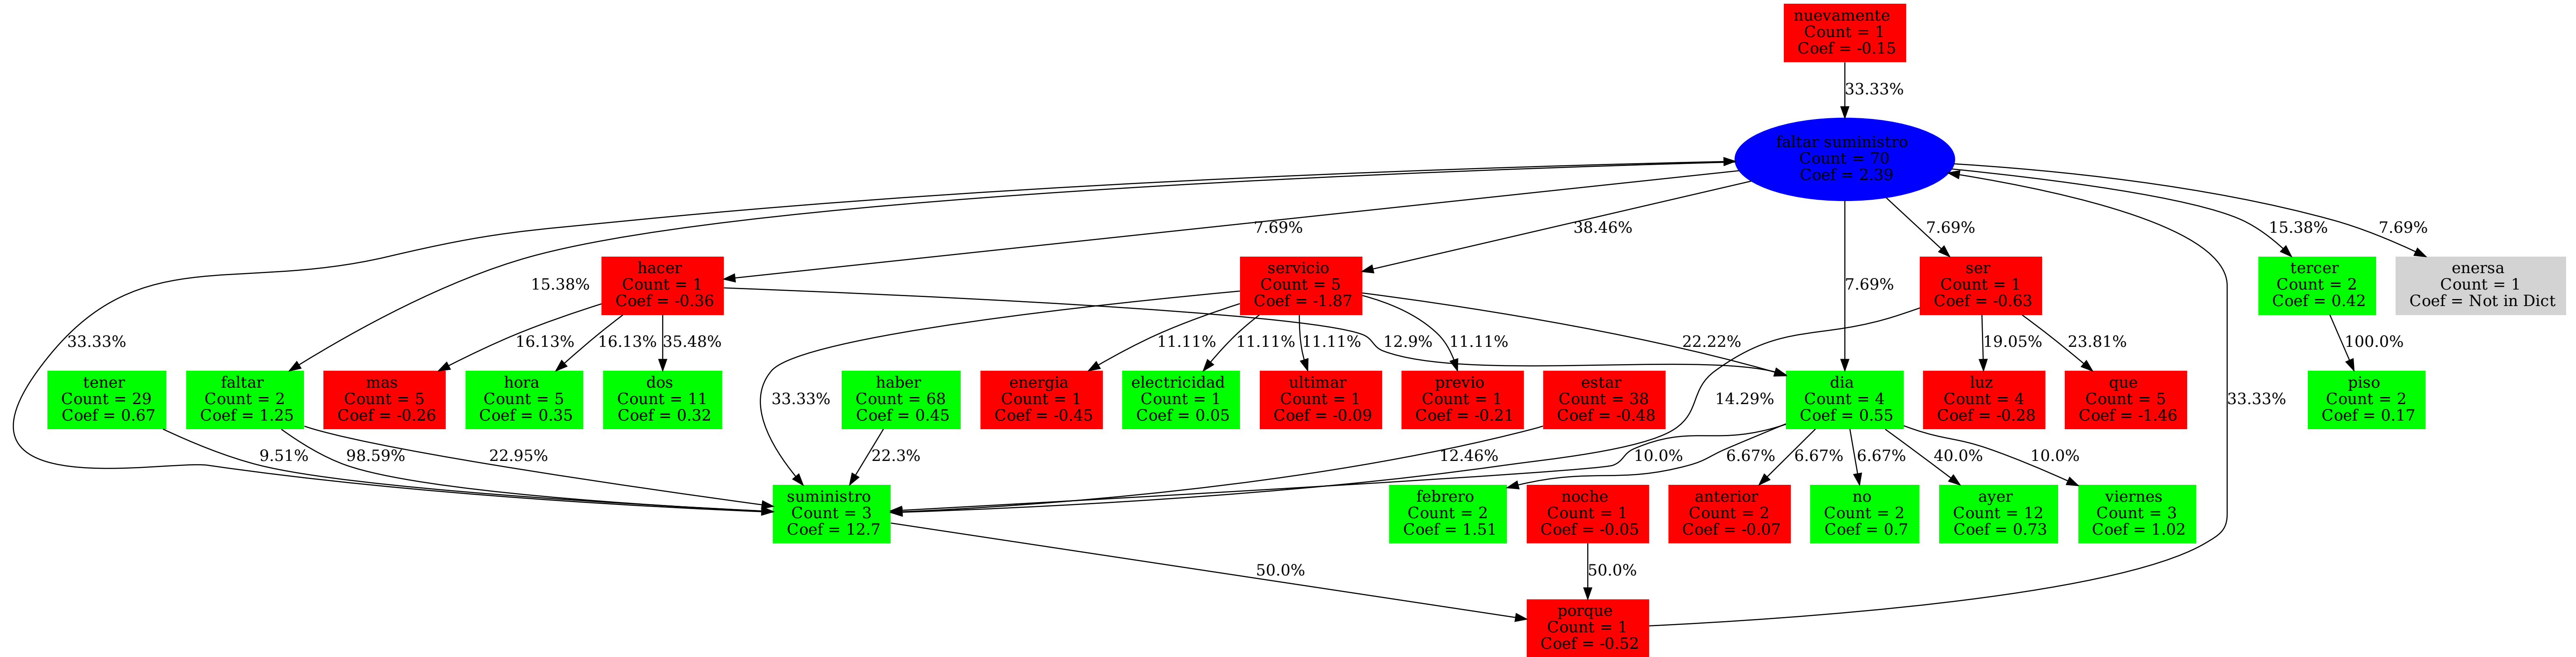 nuevamente
Count = 1
Coef = -0.15
33.33%
faltar suministro
Count = 70
Coef = 2.39
7.69%
38.46%
7.69%
15.38%
7.69%
hacer
Count = 1
Coef = -0.36
servicio
Count = 5
Coef = -1.87
ser
Count = 1
Coef = -0.63
tercer
Count = 2
Coef = 0.42
enersa
Count = 1
Coef = Not in Dict
15.38%
7.69%
33.33%
16.13%
16.13%
35.48%
11.11%
11.11%
11.11%
12.9%
11.11%
22.22%
19.05%
23.81%
100.0%
tener
Count = 29
Coef = 0.67
faltar
Count = 2
Coef = 1.25
mas
Count = 5
Coef = -0.26
hora
Count = 5
Coef = 0.35
dos
Count = 11
Coef = 0.32
33.33%
haber
Count = 68
Coef = 0.45
energia
Count = 1
Coef = -0.45
electricidad
Count = 1
Coef = 0.05
ultimar
Count = 1
Coef = -0.09
previo
Count = 1
Coef = -0.21
estar
Count = 38
Coef = -0.48
14.29%
dia
Count = 4
Coef = 0.55
luz
Count = 4
Coef = -0.28
que
Count = 5
Coef = -1.46
33.33%
piso
Count = 2
Coef = 0.17
9.51%
98.59%
22.95%
22.3%
12.46%
10.0%
6.67%
6.67%
6.67%
40.0%
10.0%
suministro
Count = 3
Coef = 12.7
febrero
Count = 2
Coef = 1.51
noche
Count = 1
Coef = -0.05
anterior
Count = 2
Coef = -0.07
no
Count = 2
Coef = 0.7
ayer
Count = 12
Coef = 0.73
viernes
Count = 3
Coef = 1.02
50.0%
50.0%
porque
Count = 1
Coef = -0.52